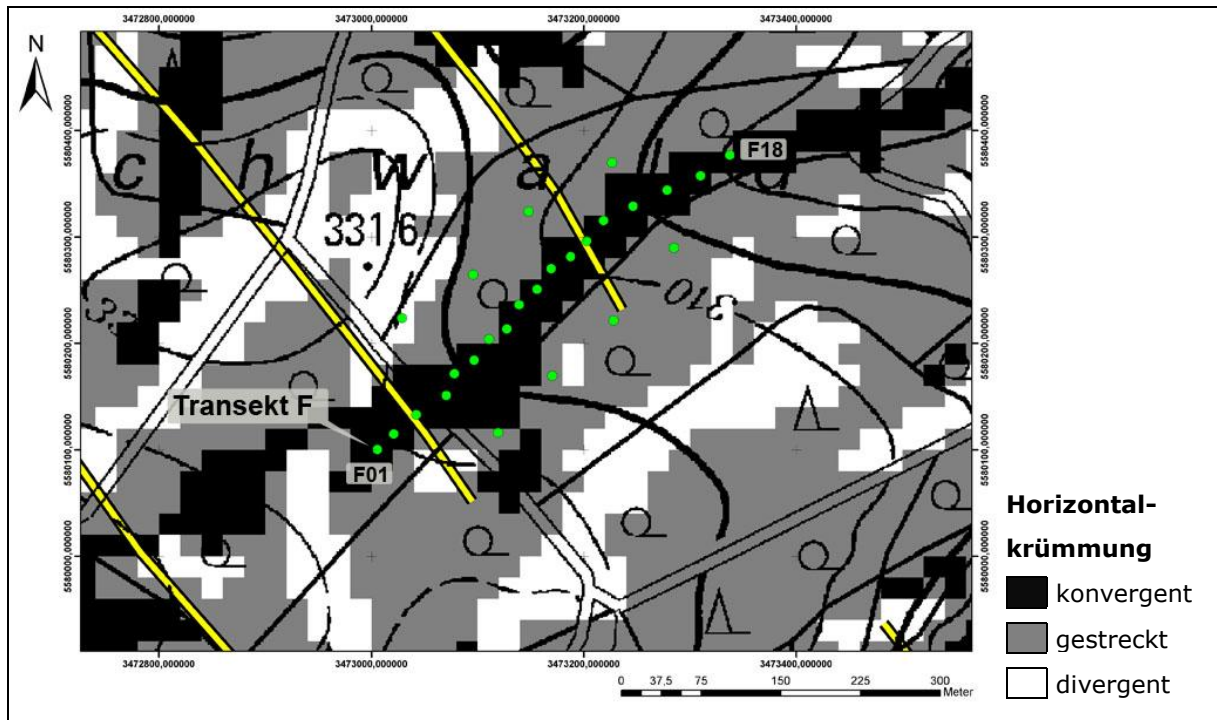 3472800,000000 3473000,000000 3473200,000000 3473400,000000
N
5580400,000000 5580400,000000
c h w a
F18
331 6
5580300,000000 5580300,000000
310
5580200,000000 5580200,000000
Transekt F
5580100,000000 5580100,000000
F01
5580000,000000 5580000,000000
Horizontal-
krümmung
konvergent
gestreckt
divergent
3472800,000000 3473000,000000 3473200,000000 3473400,000000
0 37,5 75 150 225 300
Meter